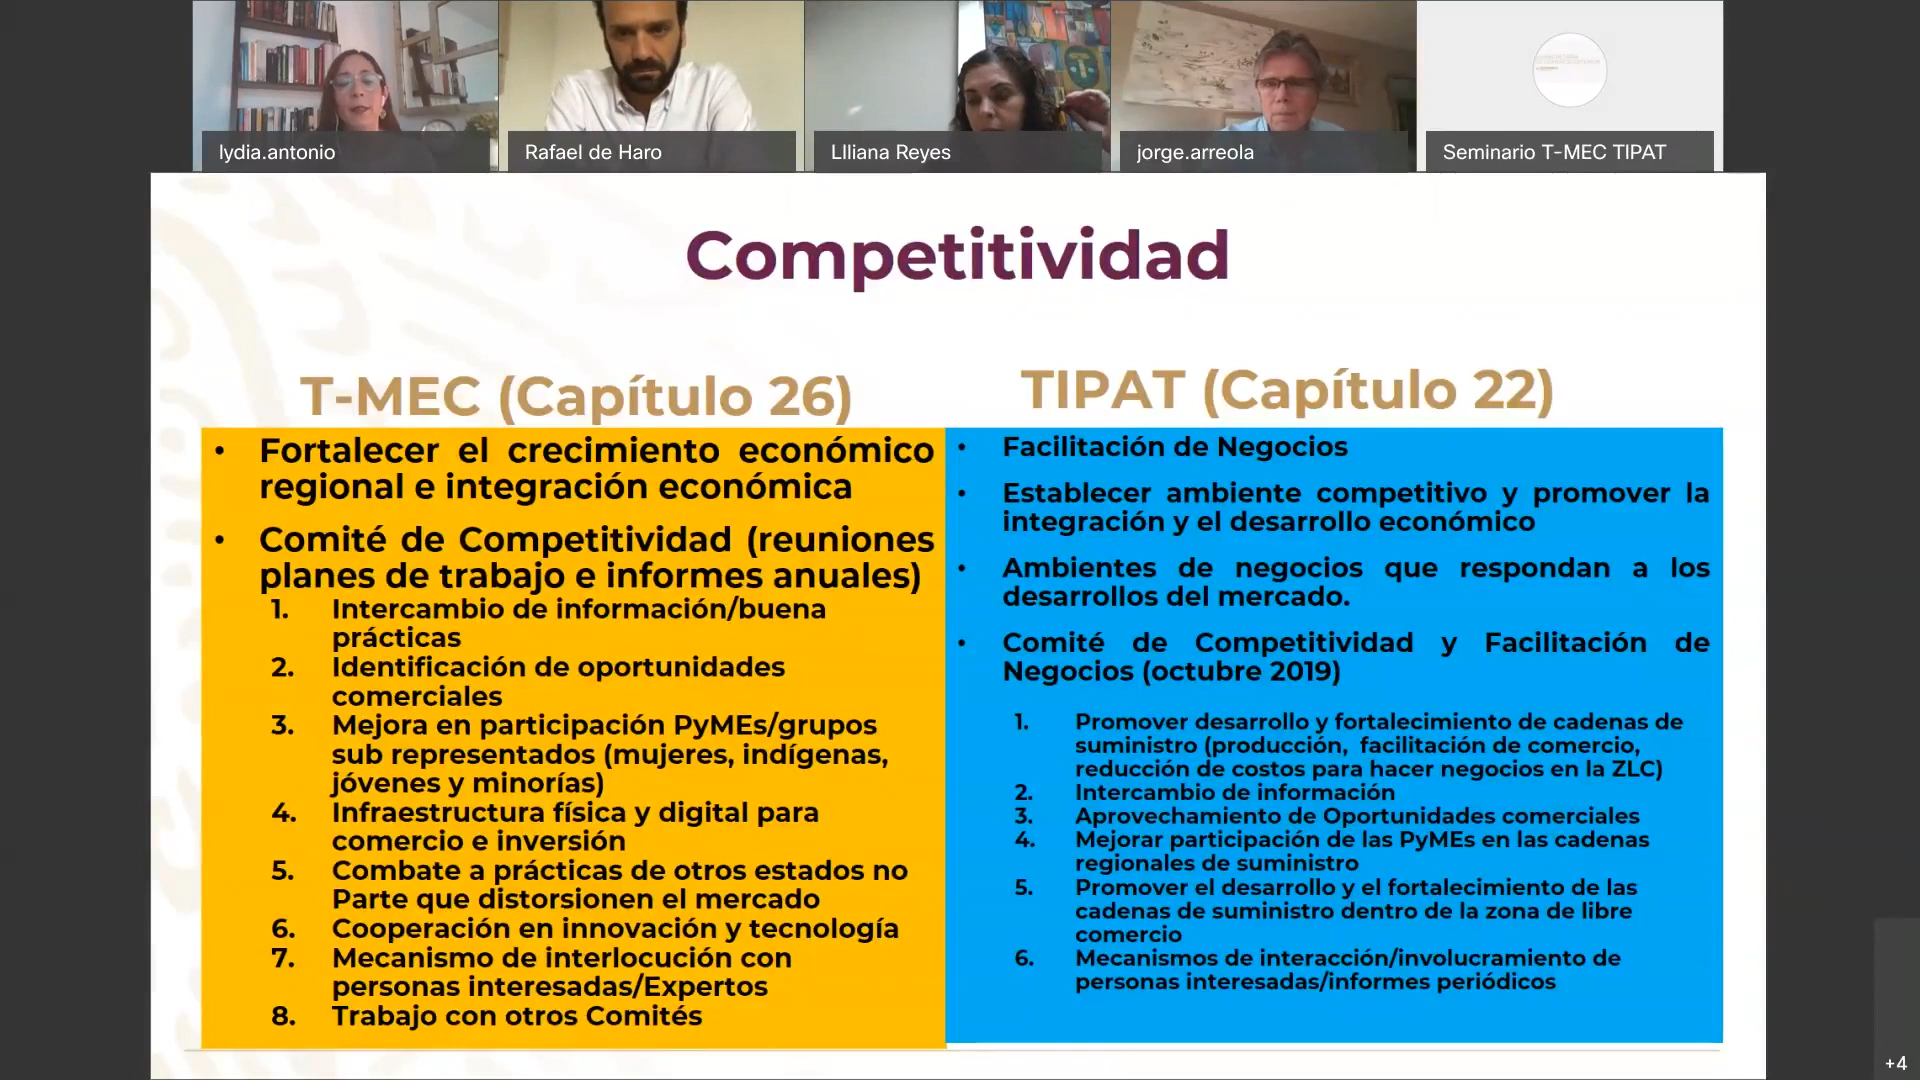 lydia.antonio
Rafael de Haro
Llliana Reyes
jorge.arreola
Seminario T-MEC TIPAT
Competitividad
T-MEC (Capítulo 26)
• Fortalecer el crecimiento económico
regional e integración económica
• Comité de Competitividad (reuniones
planes de trabajo e informes anuales)
1. Intercambio de información/buena
prácticas
2. Identificación de oportunidades
comerciales
3. Mejora en participación PyMEs/grupos
sub representados (mujeres, indígenas,
jóvenes y minorías)
4. Infraestructura física y digital para
comercio e inversión
5. Combate a prácticas de otros estados no
Parte que distorsionen el mercado
6. Cooperación en innovación y tecnología
7. Mecanismo de interlocución con
personas interesadas/Expertos
8. Trabajo con otros Comités
TIPAT (Capítulo 22)
• Facilitación de Negocios
• Establecer ambiente competitivo y promover la
integración y el desarrollo económico
• Ambientes de negocios que respondan a los
desarrollos del mercado.
• Comité de Competitividad y Facilitación de
Negocios (octubre 2019)
1. Promover desarrollo y fortalecimiento de cadenas de
suministro (producción, facilitación de comercio,
reducción de costos para hacer negocios en la ZLC)
2. Intercambio de información
3. Aprovechamiento de Oportunidades comerciales
4. Mejorar participación de las PyMEs en las cadenas
regionales de suministro
5. Promover el desarrollo y el fortalecimiento de las
cadenas de suministro dentro de la zona de libre
comercio
6. Mecanismos de interacción/involucramiento de
personas interesadas/informes periódicos
+4